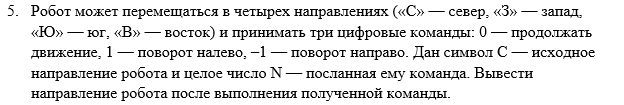 5. Робот может перемещаться в четырех направлениях («С» — север, «З» — запад,
«Ю» — юг, «В» — восток) и принимать три цифровые команды: 0 — продолжать
движение, 1 — поворот налево, –1 — поворот направо. Дан символ C — исходное
направление робота и целое число N — посланная ему команда. Вывести
направление робота после выполнения полученной команды.